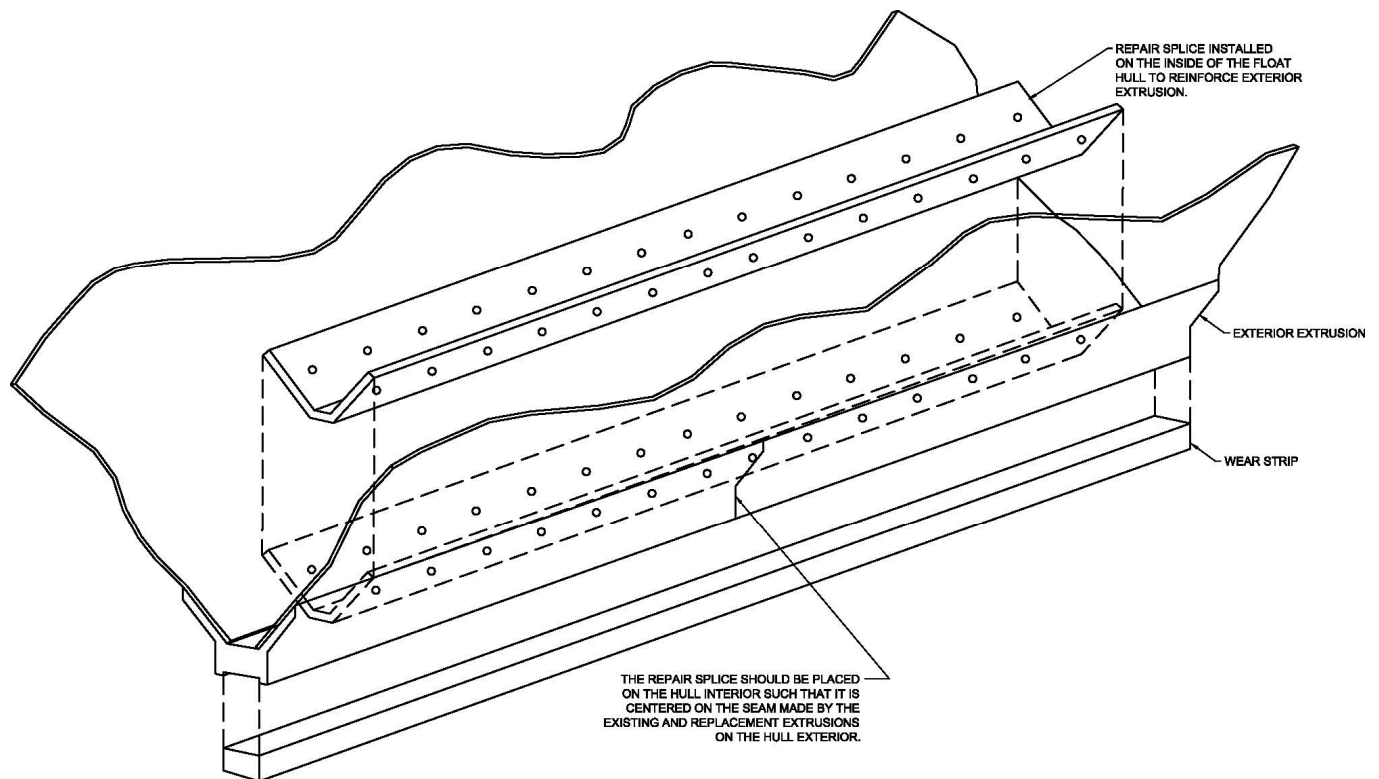 REPAIR SPLICE INSTALLED
ON THE INSIDE OF THE FLOAT
HULL TO REINFORCE EXTERIOR
EXTRUSION.
EXTERIOR EXTRUSION
WEAR STRIP
THE REPAIR SPLICE SHOULD BE PLACED
ON THE HULL INTERIOR SUCH THAT IT IS
CENTERED ON THE SEAM MADE BY THE
EXISTING AND REPLACEMENT EXTRUSIONS
ON THE HULL EXTERIOR.